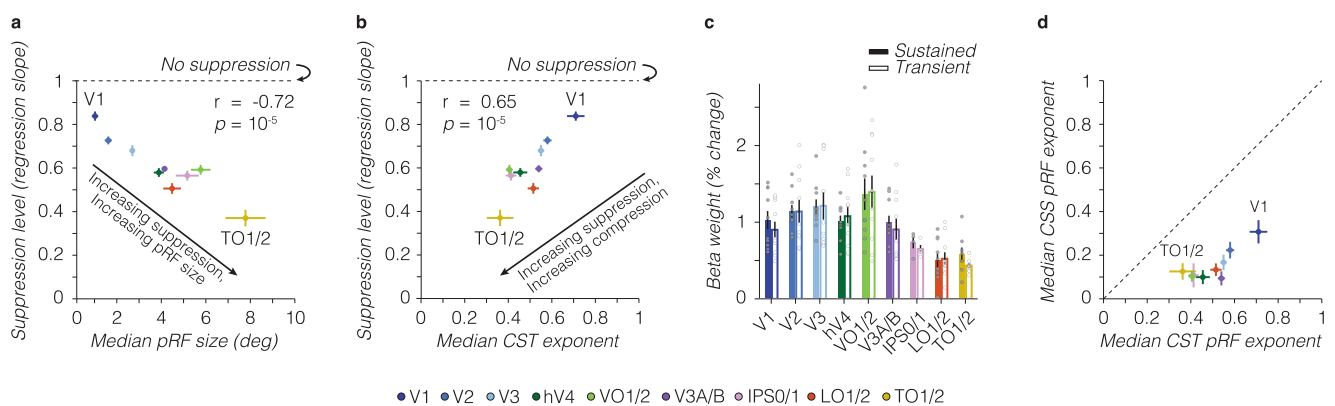 a
Suppression level (regression slope)
No suppression
1
0.8
0.6
0.4
0.2
0
V1
r = -0.72
p = 10-5
Increasing suppression,
Increasing pRF size
TO1/2
0 2 4 6 8 10
Median pRF size (deg)
b
Suppression level (regression slope)
No suppression
1
0.8
0.6
0.4
0.2
0
r = 0.65
p = 10-5
V1
TO1/2
Increasing suppression,
Increasing compression
0 0.2 0.4 0.6 0.8 1
Median CST exponent
c
Sustained
Transient
Beta weight (% change)
2
1
0
V1
V2
V3
hV4
VO1/2
V3A/B
IPS0/1
LO1/2
TO1/2
d
Median CSS pRF exponent
1
0.8
0.6
0.4
0.2
0
V1
TO1/2
0 0.2 0.4 0.6 0.8 1
Median CST pRF exponent
V1 V2 V3 hV4 VO1/2 V3A/B IPS0/1 LO1/2 TO1/2